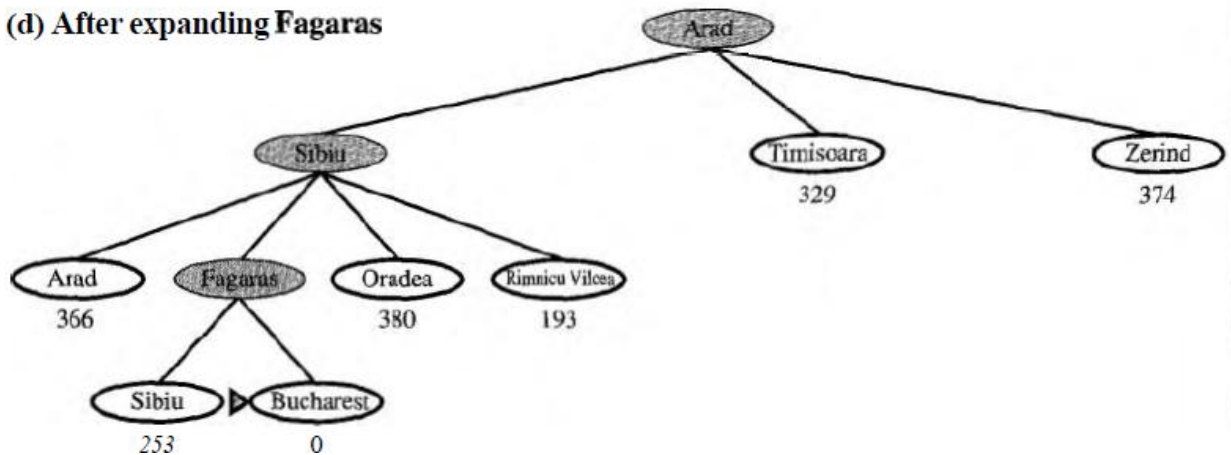 (d) After expanding Fagaras
Arad
Sibiu
Timisoara
Zerind
329
374
Arad
Fagaras
Oradea
Rimnicu Vilcea
366
380
193
Sibiu
Bucharest
253
0